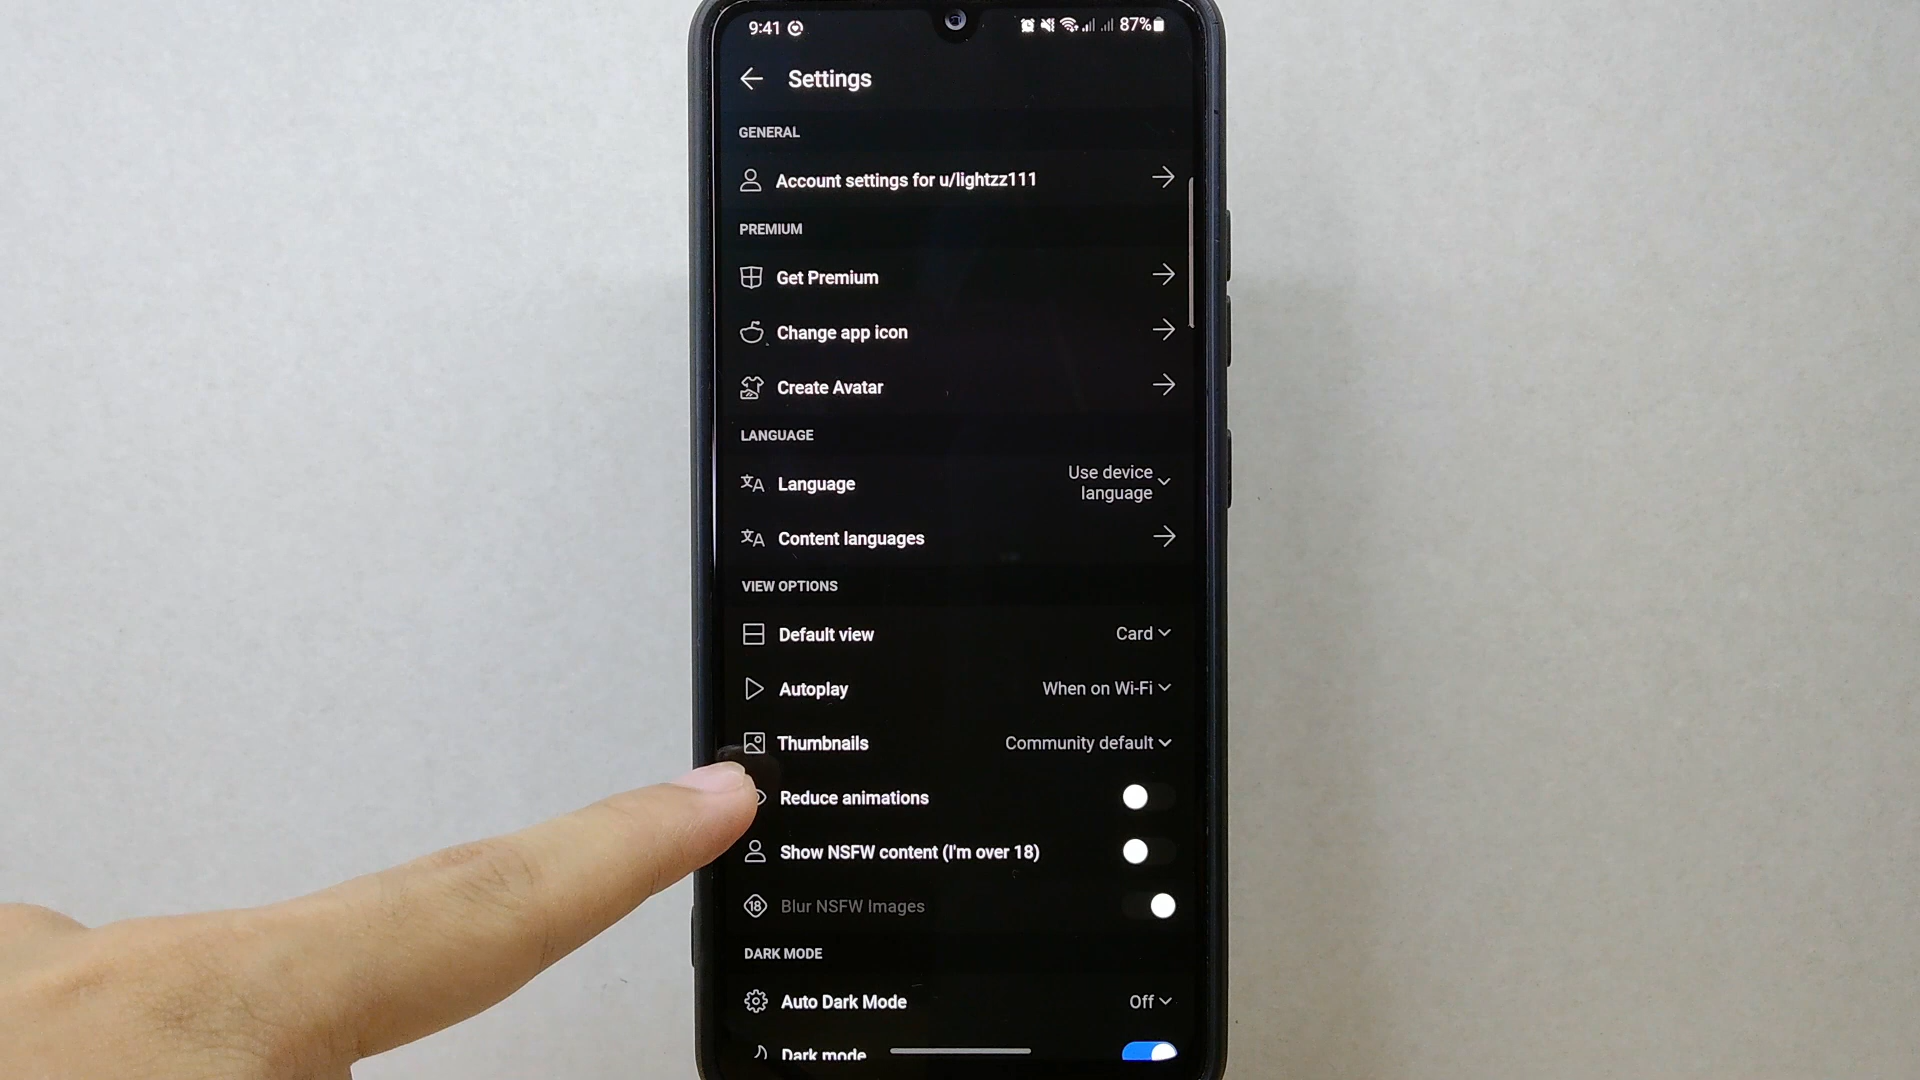 9:41
87%
Settings
GENERAL
Account settings for u/lightzz111
PREMIUM
Get Premium
Change app icon
Create Avatar
LANGUAGE
Language
Use device
language
Content languages
VIEW OPTIONS
Default view
Card
Autoplay
When on Wi-Fi
Thumbnails
Community default
Reduce animations
Show NSFW content (I'm over 18)
18
Blur NSFW Images
DARK MODE
Auto Dark Mode
Off
Dark mode